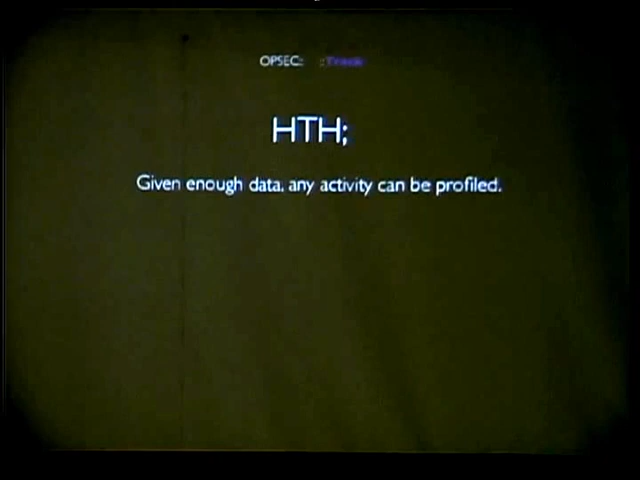 OPSEC::
HTH;
Given enough data, any activity can be profiled.